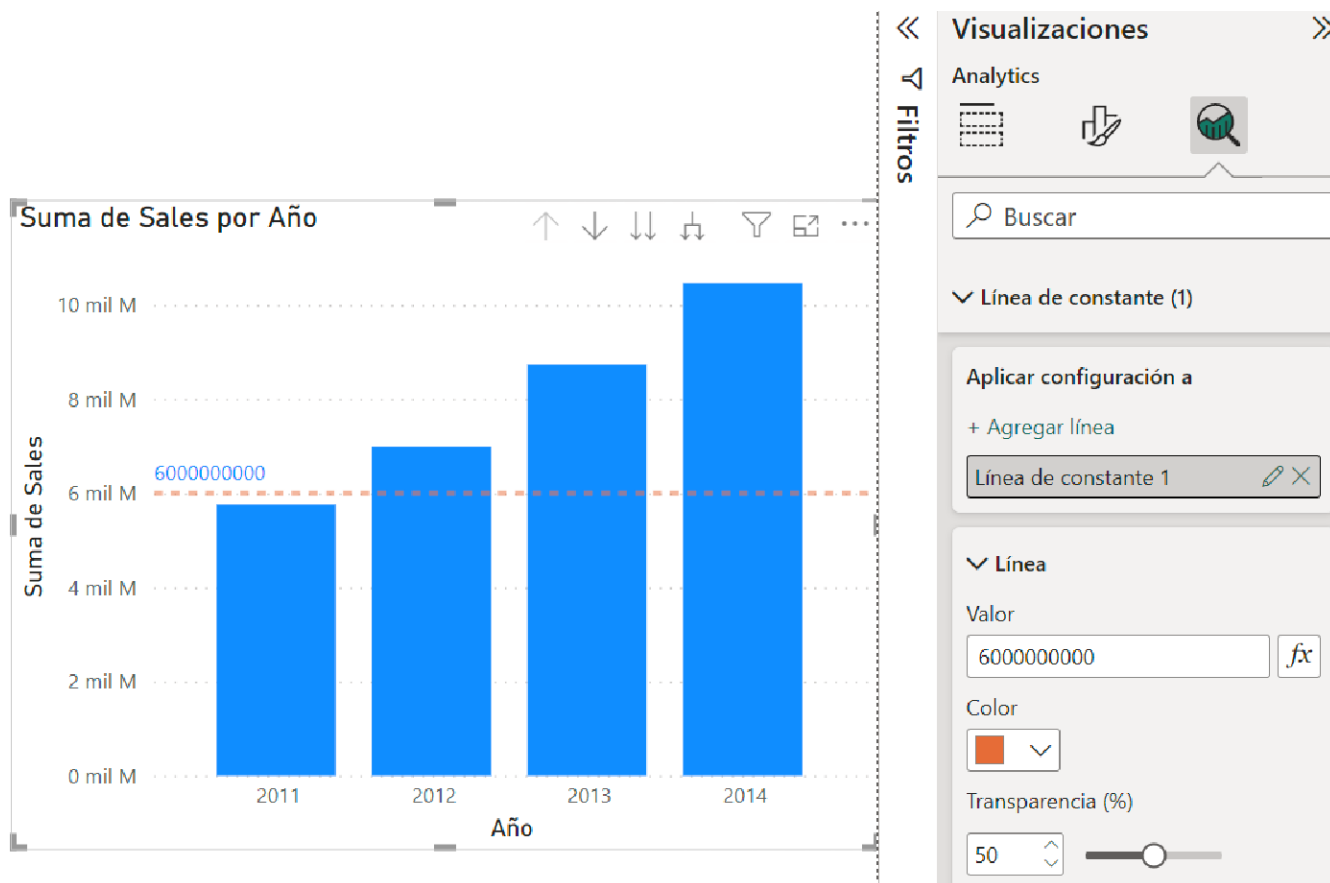 Suma de Sales por Año
10 mil M
8 mil M
6000000000
6 mil M
4 mil M
2 mil M
0 mil M
Suma de Sales
2011 2012 2013 2014
Año
Filtros
Visualizaciones
Analytics
Buscar
Línea de constante (1)
Aplicar configuración a
+ Agregar línea
Línea de constante 1
Línea
Valor
6000000000 fx
Color
Transparencia (%)
50